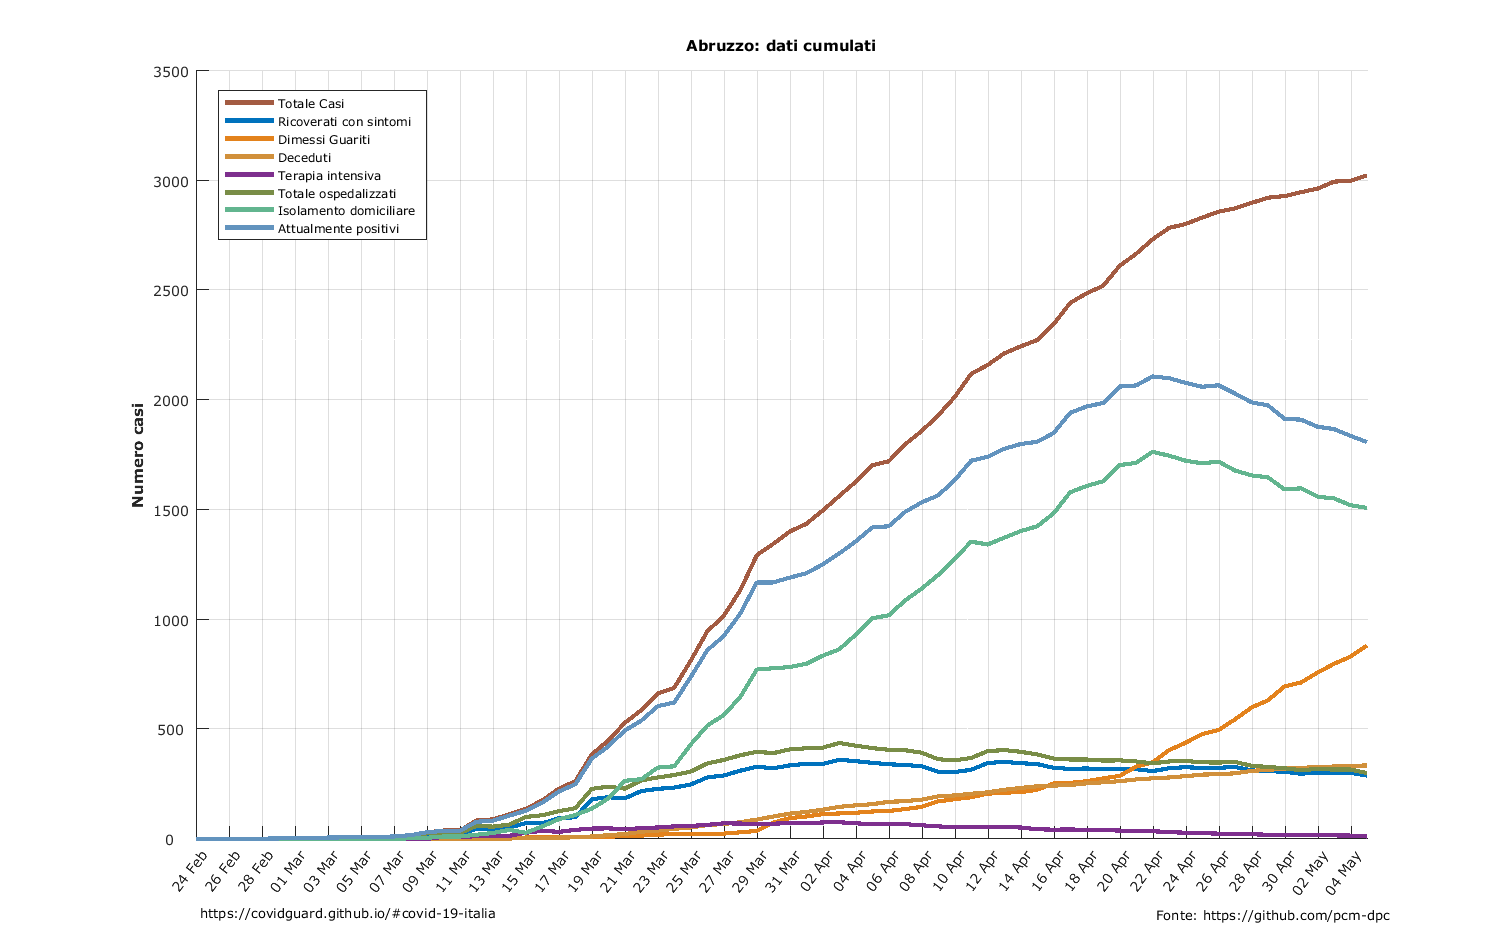 Abruzzo: dati cumulati
3500
3000
2500
2000
1500
1000
500
0
Numero casi
Totale Casi
Ricoverati con sintomi
Dimessi Guariti
Deceduti
Terapia intensiva
Totale ospedalizzati
Isolamento domiciliare
Attualmente positivi
24 Feb
26 Feb
28 Feb
01 Mar
03 Mar
05 Mar
07 Mar
09 Mar
11 Mar
13 Mar
15 Mar
17 Mar
19 Mar
21 Mar
23 Mar
25 Mar
27 Mar
29 Mar
31 Mar
02 Apr
04 Apr
06 Apr
08 Apr
10 Apr
12 Apr
14 Apr
16 Apr
18 Apr
20 Apr
22 Apr
24 Apr
26 Apr
28 Apr
30 Apr
02 May
04 May
https://covidguard.github.io/#covid-19-italia
Fonte: https://github.com/pcm-dpc